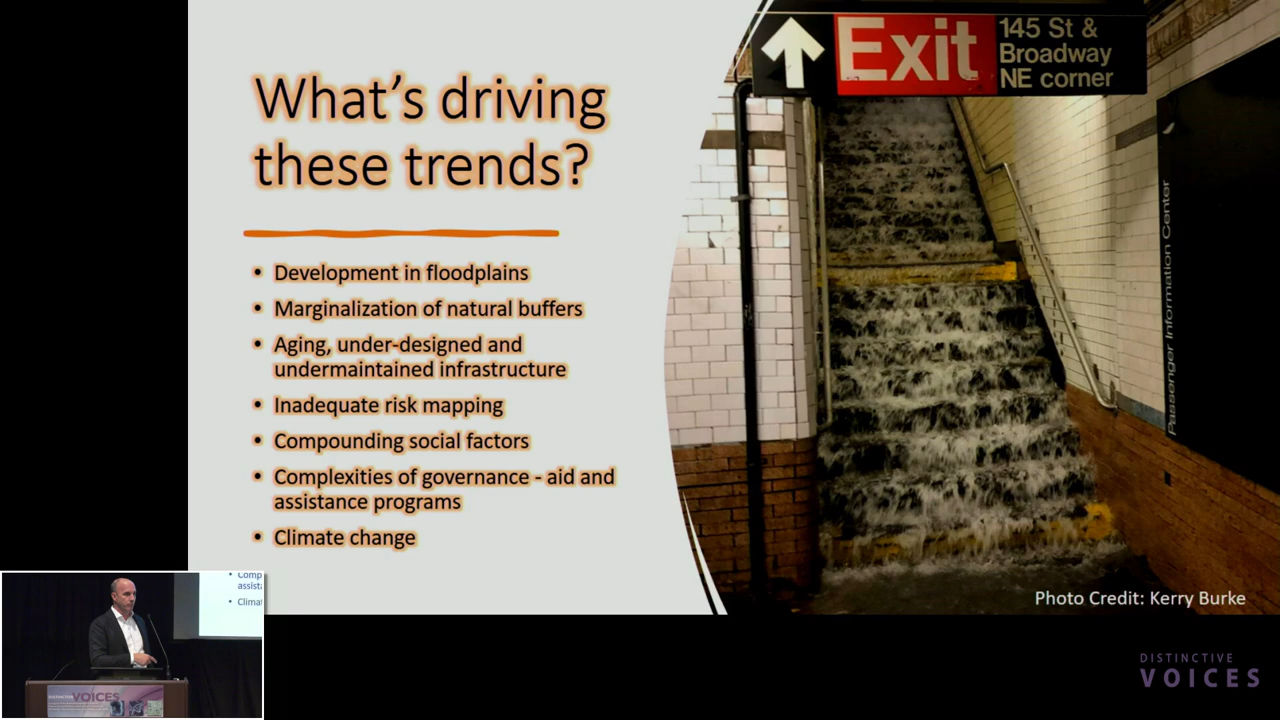 What's driving
these trends?
• Development in floodplains
• Marginalization of natural buffers
• Aging, under-designed and
undermaintained infrastructure
• Inadequate risk mapping
• Compounding social factors
• Complexities of governance - aid and
assistance programs
• Climate change
Exit
145 St &
Broadway
NE corner
Passenger Information Center
Photo Credit: Kerry Burke
DISTINCTIVE
VOICES
DISTINCTIVE VOICES